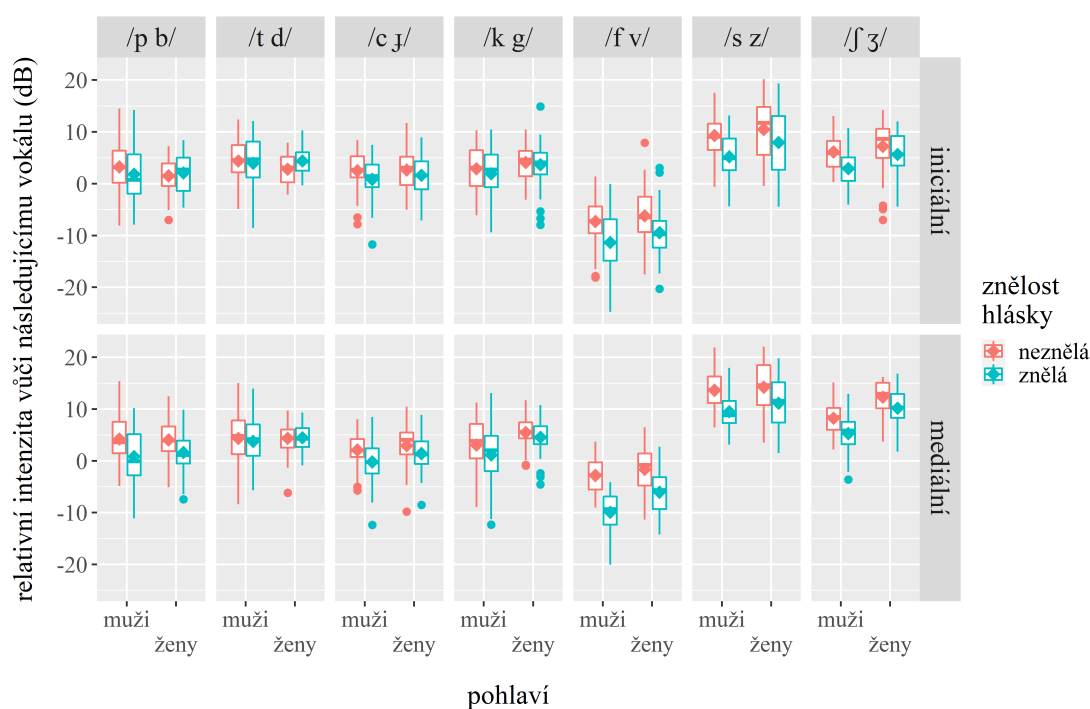 /p b/ /t d/ /c ɟ/ /k g/ /f v/ /s z/ /ʃ ʒ/
relativní intenzita vůči následujícímu vokálu (dB)
20
10
0
-10
-20
iniciální
20
10
0
-10
-20
mediální
muži ženy muži ženy muži ženy muži ženy muži ženy muži ženy muži ženy
pohlaví
znělost
hlásky
neznělá
znělá